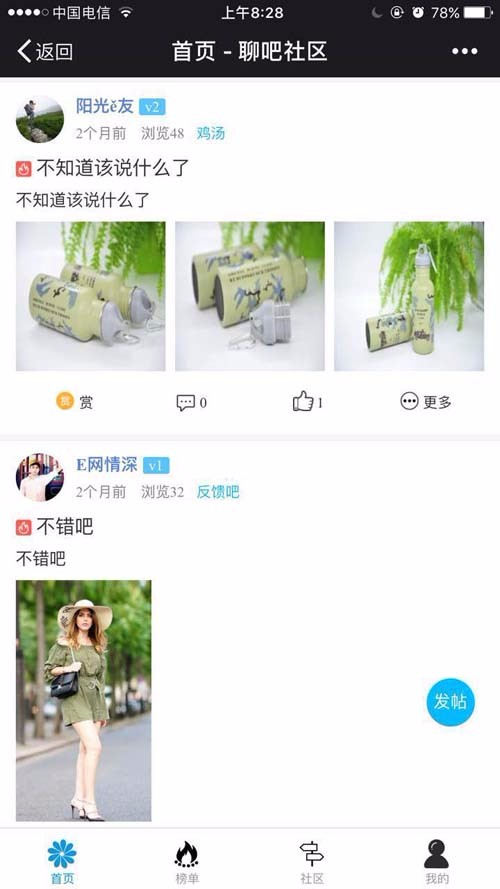 中国电信 上午8:28 78%
返回 首页 - 聊吧社区
阳光ě友 v2
2个月前 浏览48 鸡汤
不知道该说什么了
不知道该说什么了
赏 赏 0 1 更多
E网情深 v1
2个月前 浏览32 反馈吧
不错吧
不错吧
发帖
首页 榜单 社区 我的